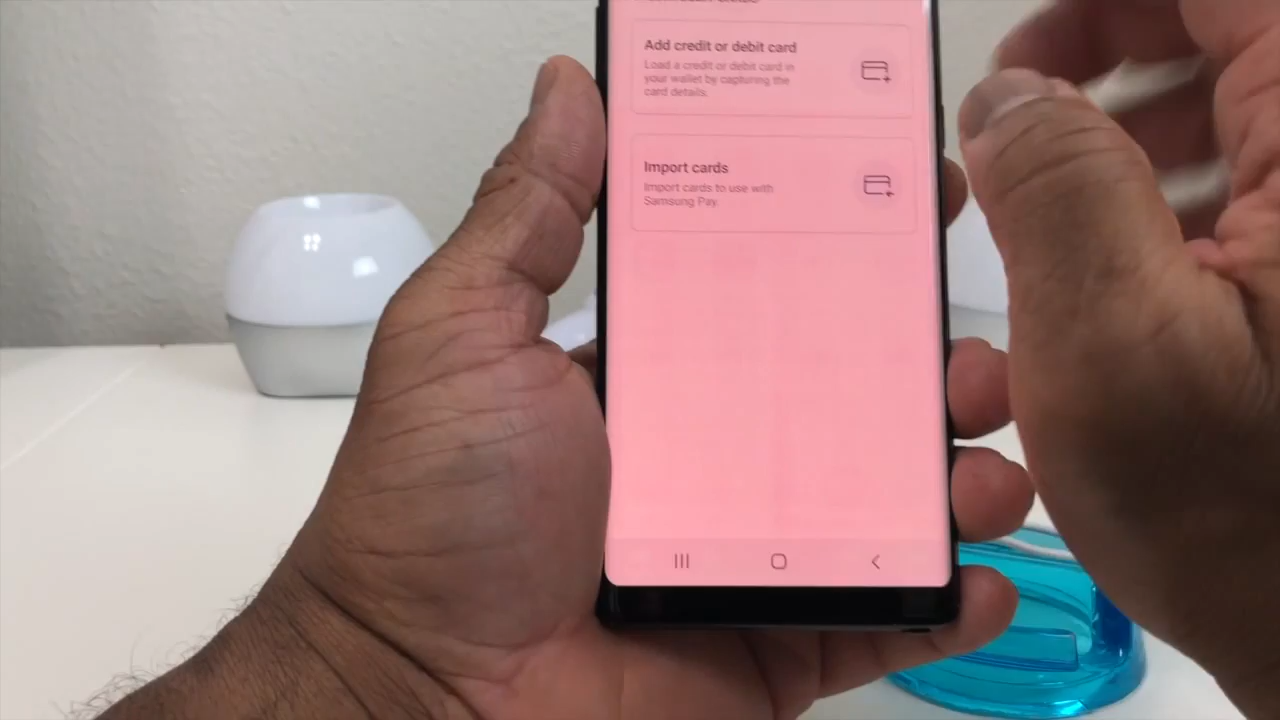 Add credit or debit card
Load a credit or debit card in
your wallet by capturing the
card details.
Import cards
Import cards to use with
Samsung Pay.